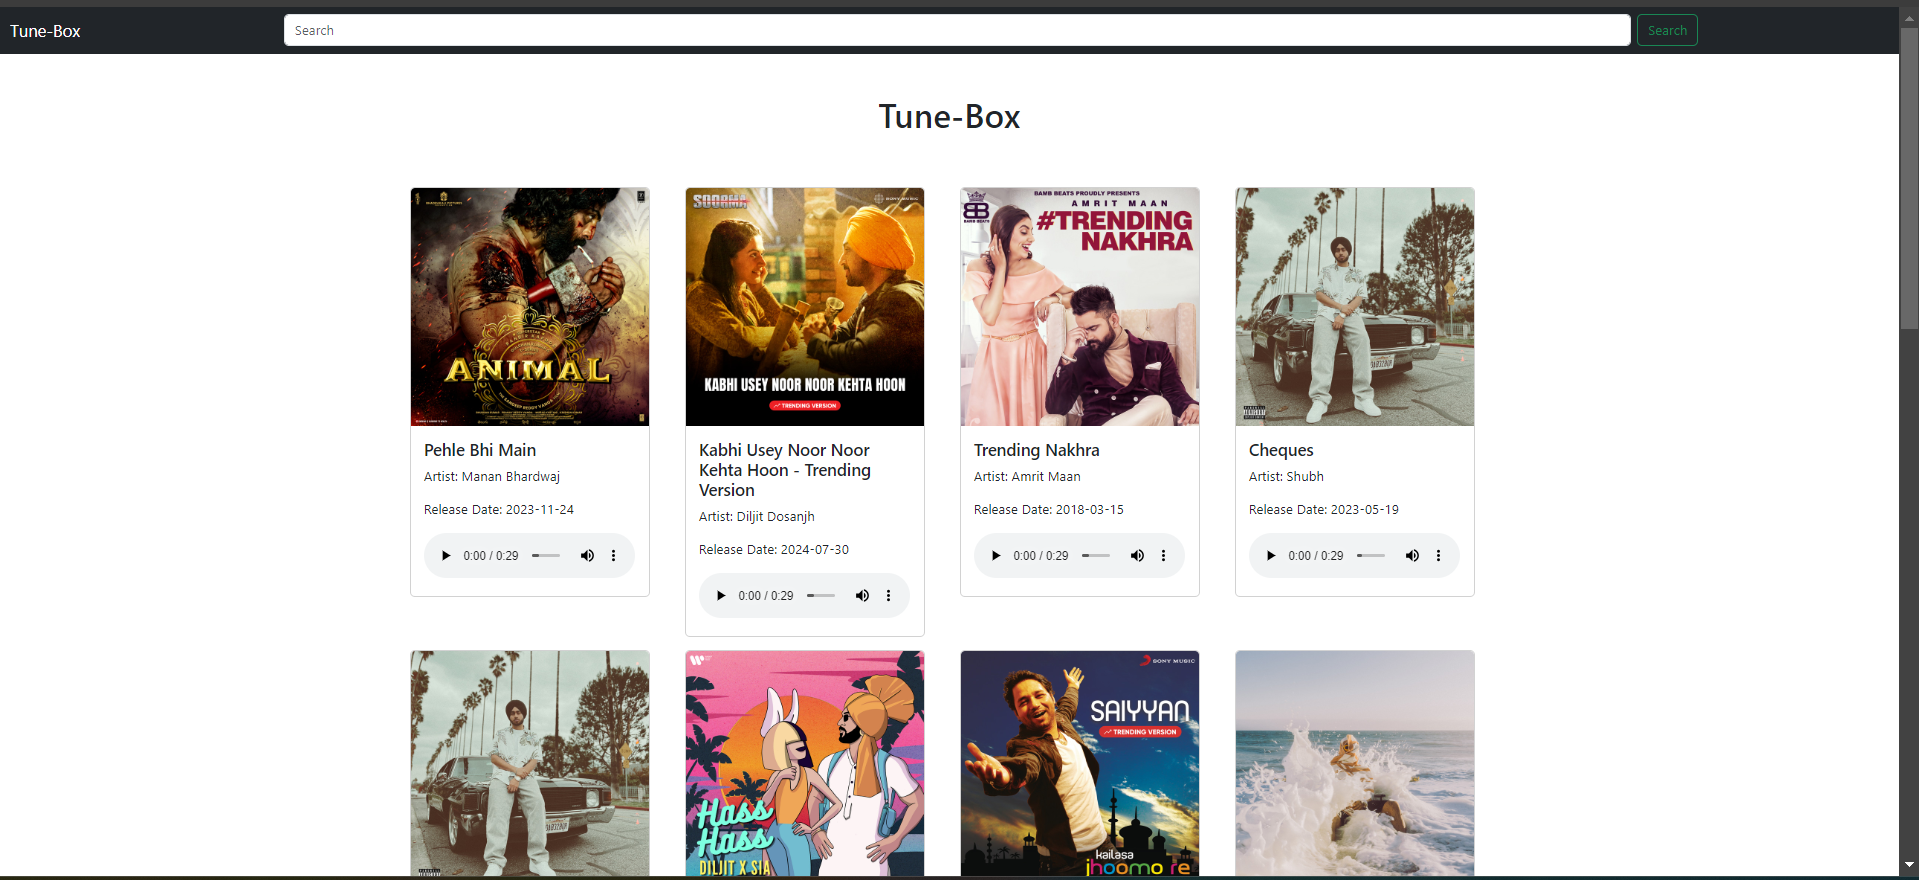 Tune-Box
Search
Search
Tune-Box
ANIMAL
SOORMA
KABHI USEY NOOR NOOR KEHTA HOON
TRENDING VERSION
BAMB BEATS PROUDLY PRESENTS
AMRIT MAAN
#TRENDING
NAKHRA
BB
BAMB BEATS
Pehle Bhi Main
Artist: Manan Bhardwaj
Release Date: 2023-11-24
0:00 / 0:29
Kabhi Usey Noor Noor
Kehta Hoon - Trending
Version
Artist: Diljit Dosanjh
Release Date: 2024-07-30
0:00 / 0:29
Trending Nakhra
Artist: Amrit Maan
Release Date: 2018-03-15
0:00 / 0:29
Cheques
Artist: Shubh
Release Date: 2023-05-19
0:00 / 0:29
Hass
Hass
DILJIT X SIA
SONY MUSIC
SAIYYAN
TRENDING VERSION
kailasa
jhoomo re